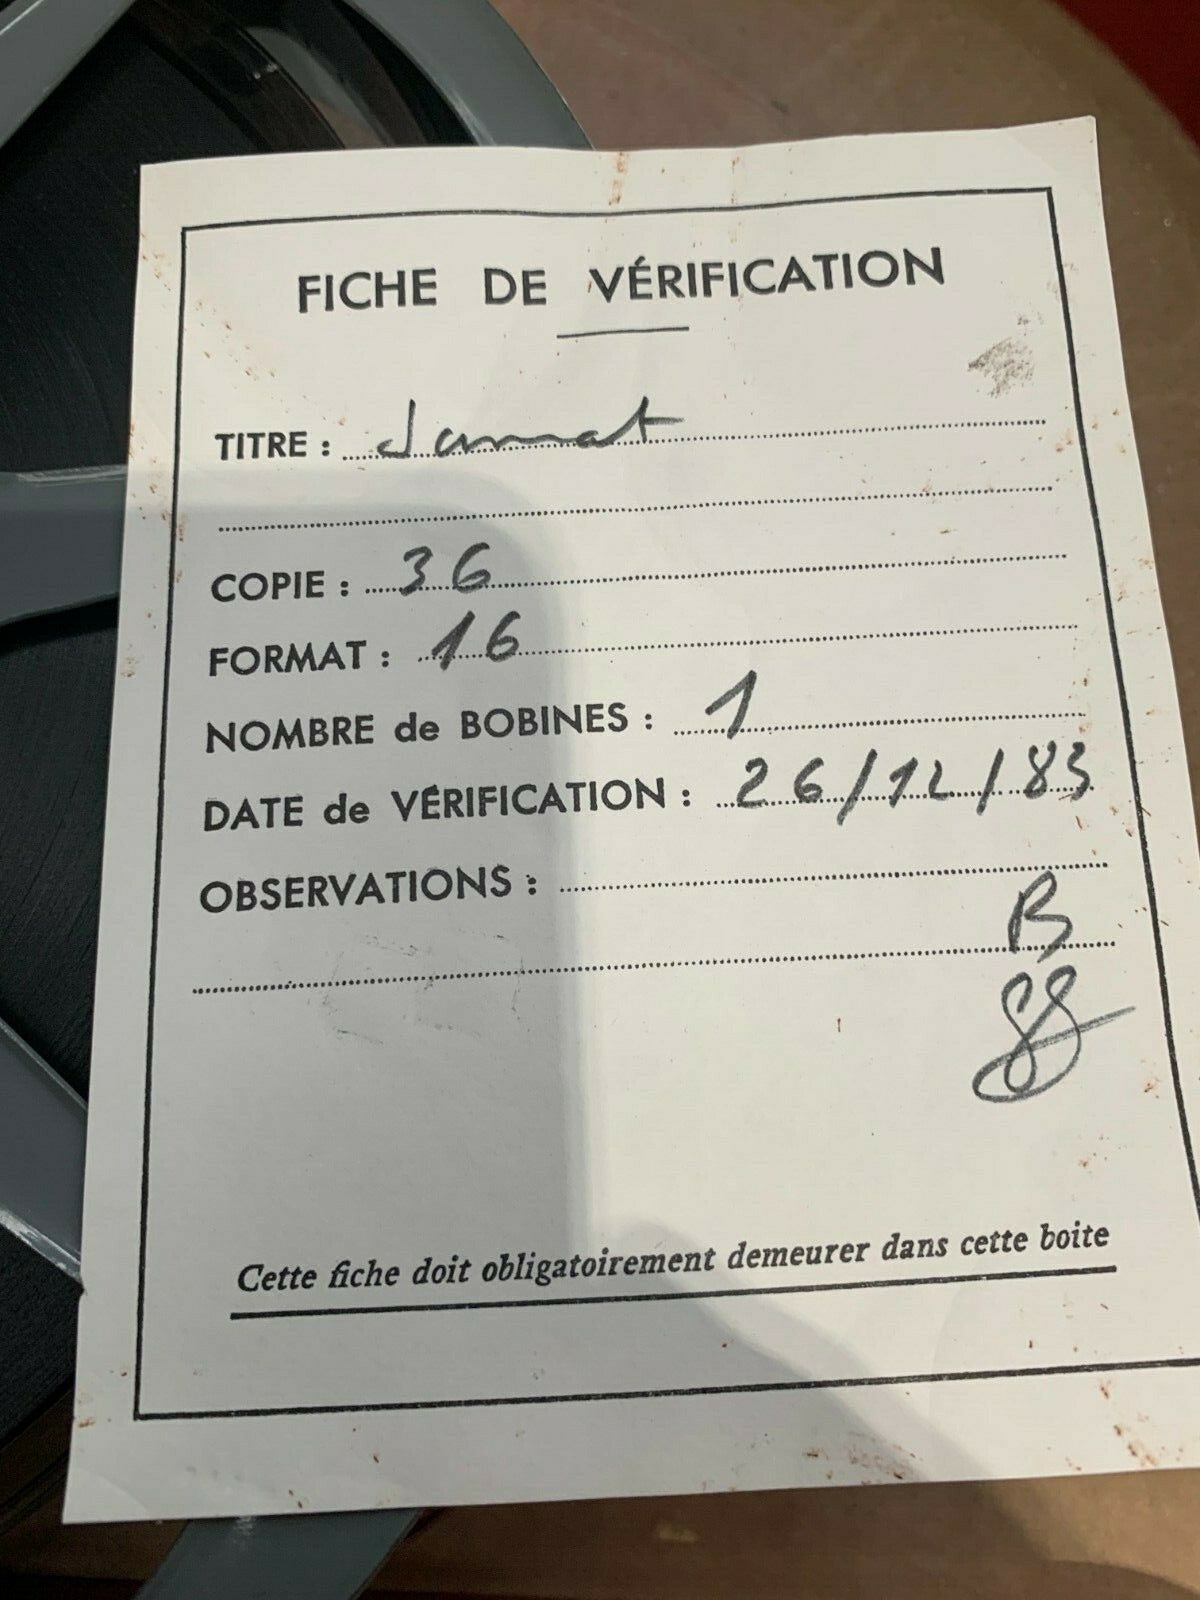 FICHE DE VÉRIFICATION
TITRE :
COPIE : 36
FORMAT : 16
NOMBRE de BOBINES : 1
DATE de VÉRIFICATION : 26/12/83
OBSERVATIONS :
B
Cette fiche doit obligatoirement demeurer dans cette boite